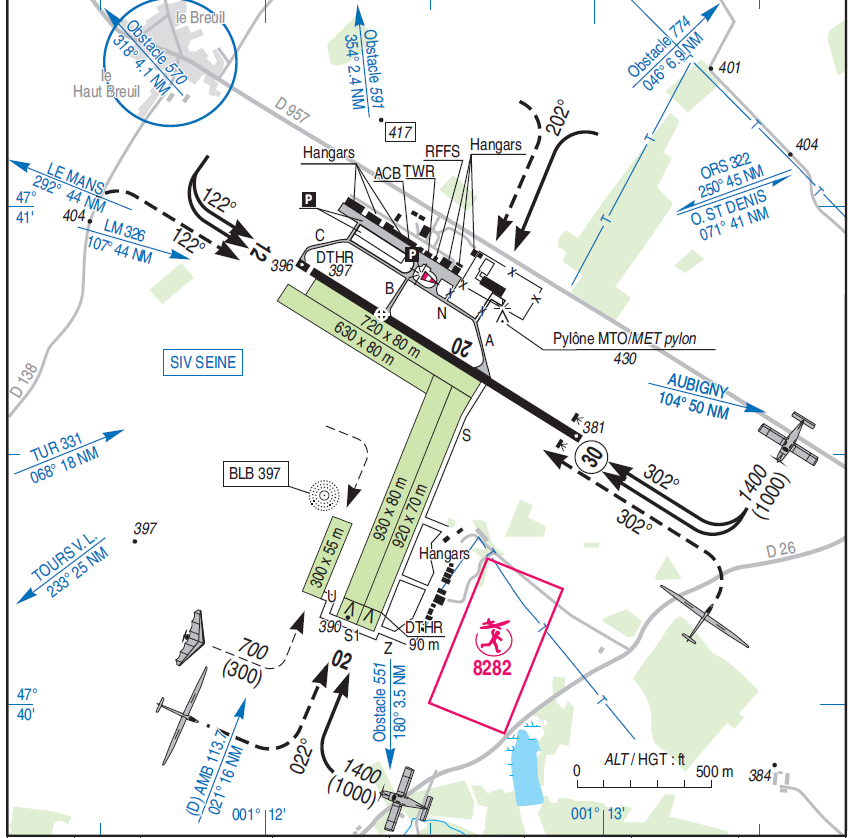 le Breuil
Obstacle 570
318° 4.1 NM
le
Haut Breuil
D 957
Obstacle 591
354° 2.4 NM
417
Obstacle 774
046° 6.9 NM
401
404
202°
Hangars
ACB
TWR
RFFS
Hangars
P
ORS 322
250° 45 NM
O. ST DENIS
071° 41 NM
LE MANS
292° 44 NM
47°
41'
404
LM 326
107° 44 NM
122°
122°
12
396
C
DTHR
397
P
B
N
A
X
X
X
X
X
X
T
T
T
720 x 80 m
630 x 80 m
20
Pylône MTO/MET pylon
430
D 138
SIV SEINE
AUBIGNY
104° 50 NM
381
30
S
TUR 331
068° 18 NM
BLB 397
302°
302°
1400
(1000)
397
TOURS V. L.
233° 25 NM
930 x 80 m
920 x 70 m
300 x 55 m
Hangars
T
T
T
D 26
U
390
S1
DTHR
90 m
Z
8282
02
700
(300)
47°
40'
022°
Obstacle 551
180° 3.5 NM
(D) AMB 113.7
021° 16 NM
1400
(1000)
ALT / HGT : ft
0
500 m
384
001° 12'
001° 13'